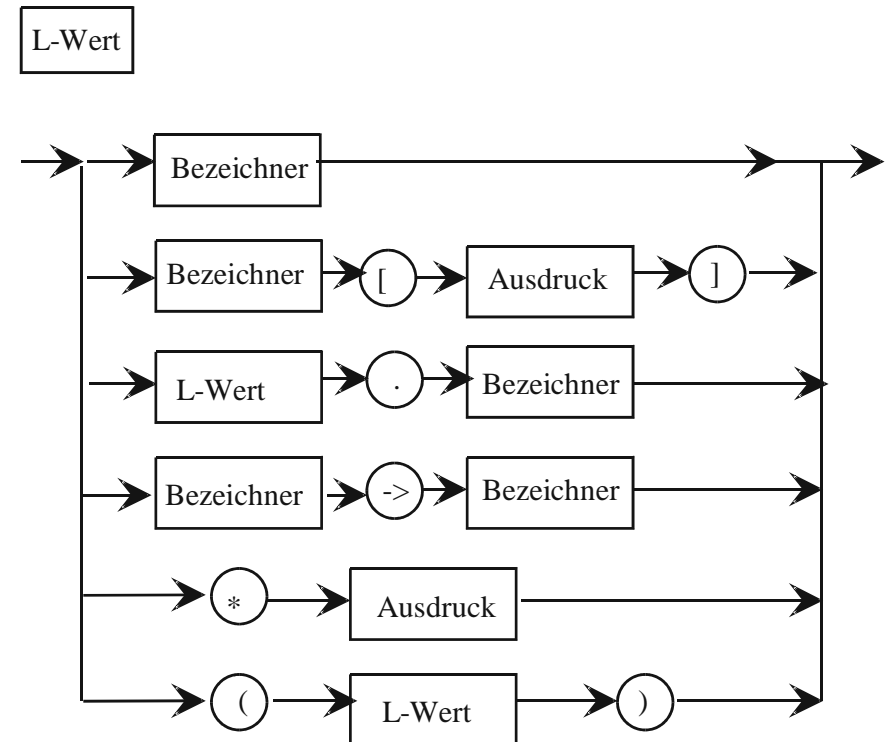 L-Wert
Bezeichner
Bezeichner [ Ausdruck ]
L-Wert . Bezeichner
Bezeichner -> Bezeichner
* Ausdruck
( L-Wert )